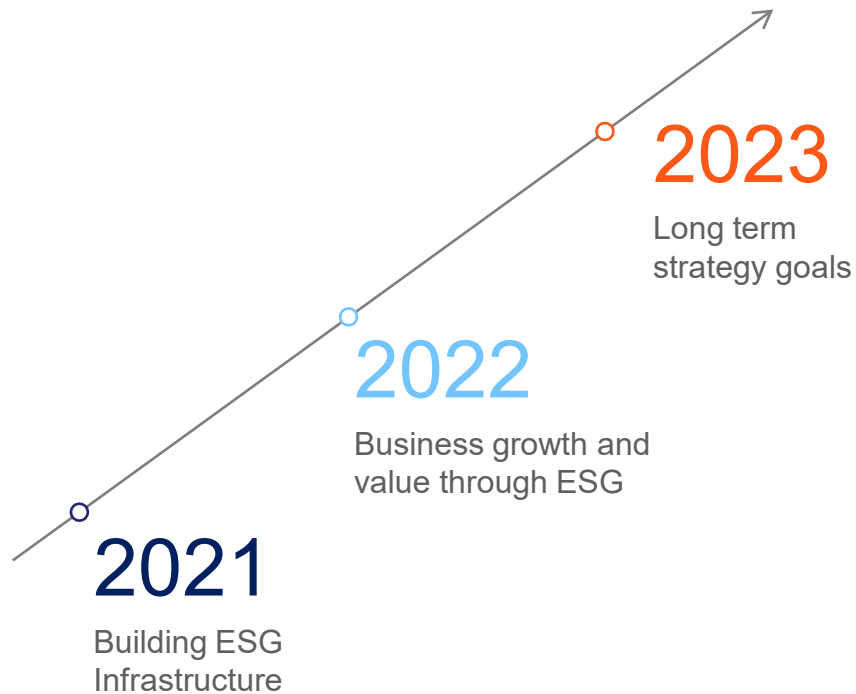 2023
Long term
strategy goals
2022
Business growth and
value through ESG
2021
Building ESG
Infrastructure